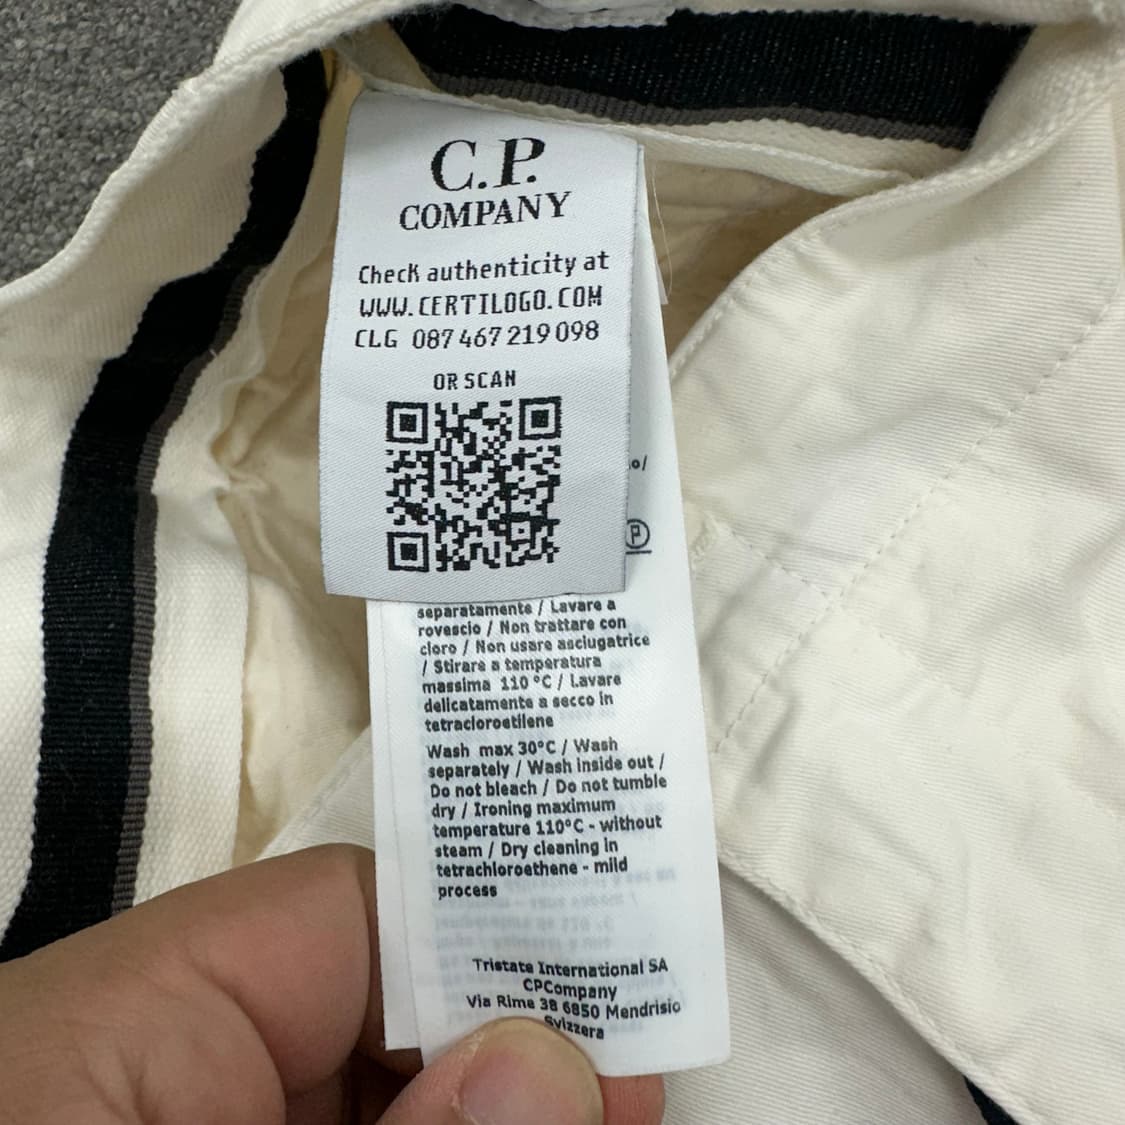 C.P.
COMPANY
Check authenticity at
WWW.CERTILOGO.COM
CLG 087 467 219 098
OR SCAN
o/
P
separatamente / Lavare a
rovescio / Non trattare con
cloro / Non usare asciugatrice
/ Stirare a temperatura
massima 110 °C / Lavare
delicatamente a secco in
tetracloroetilene
Wash max 30°C / Wash
separately / Wash inside out /
Do not bleach / Do not tumble
dry / Ironing maximum
temperature 110°C - without
steam / Dry cleaning in
tetrachloroethene - mild
process
Tristate International SA
CPCompany
Via Rime 38 6850 Mendrisio
Svizzera